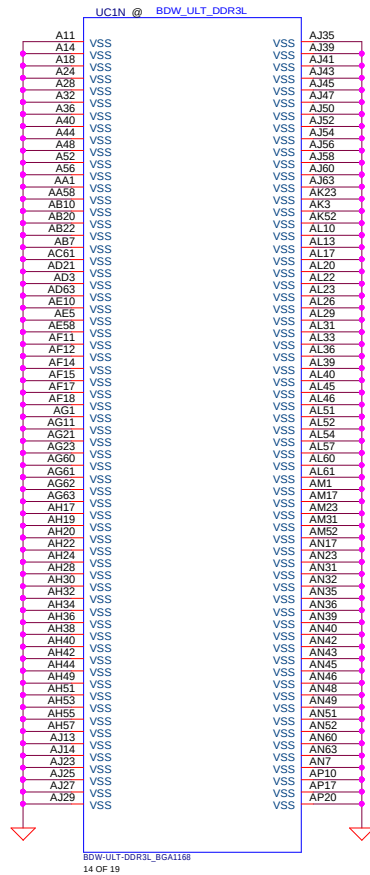 UC1N @ BDW_ULT_DDR3L
A11 VSS VSS AJ35
A14 VSS VSS AJ39
A18 VSS VSS AJ41
A24 VSS VSS AJ43
A28 VSS VSS AJ45
A32 VSS VSS AJ47
A36 VSS VSS AJ50
A40 VSS VSS AJ52
A44 VSS VSS AJ54
A48 VSS VSS AJ56
A52 VSS VSS AJ58
A56 VSS VSS AJ60
AA1 VSS VSS AJ63
AA58 VSS VSS AK23
AB10 VSS VSS AK3
AB20 VSS VSS AK52
AB22 VSS VSS AL10
AB7 VSS VSS AL13
AC61 VSS VSS AL17
AD21 VSS VSS AL20
AD3 VSS VSS AL22
AD63 VSS VSS AL23
AE10 VSS VSS AL26
AE5 VSS VSS AL29
AE58 VSS VSS AL31
AF11 VSS VSS AL33
AF12 VSS VSS AL36
AF14 VSS VSS AL39
AF15 VSS VSS AL40
AF17 VSS VSS AL45
AF18 VSS VSS AL46
AG1 VSS VSS AL51
AG11 VSS VSS AL52
AG21 VSS VSS AL54
AG23 VSS VSS AL57
AG60 VSS VSS AL60
AG61 VSS VSS AL61
AG62 VSS VSS AM1
AG63 VSS VSS AM17
AH17 VSS VSS AM23
AH19 VSS VSS AM31
AH20 VSS VSS AM52
AH22 VSS VSS AN17
AH24 VSS VSS AN23
AH28 VSS VSS AN31
AH30 VSS VSS AN32
AH32 VSS VSS AN35
AH34 VSS VSS AN36
AH36 VSS VSS AN39
AH38 VSS VSS AN40
AH40 VSS VSS AN42
AH42 VSS VSS AN43
AH44 VSS VSS AN45
AH49 VSS VSS AN46
AH51 VSS VSS AN48
AH53 VSS VSS AN49
AH55 VSS VSS AN51
AH57 VSS VSS AN52
AJ13 VSS VSS AN60
AJ14 VSS VSS AN63
AJ23 VSS VSS AN7
AJ25 VSS VSS AP10
AJ27 VSS VSS AP17
AJ29 VSS VSS AP20
BDW-ULT-DDR3L_BGA1168
14 OF 19